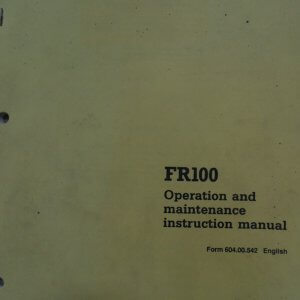 FR100
Operation and
maintenance
instruction manual
Form 604.00.542 English